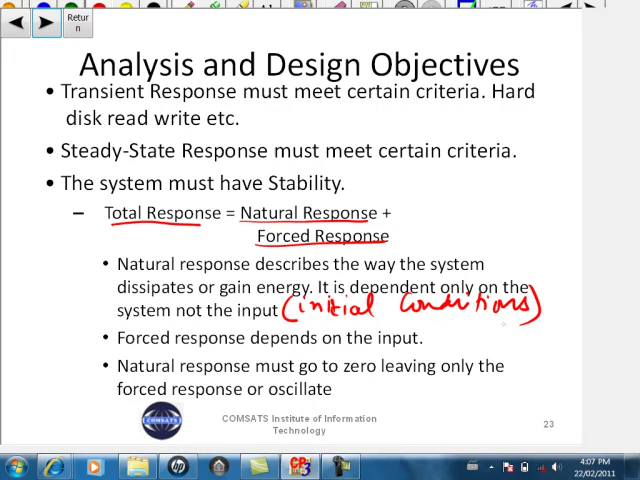 Retur
n
Analysis and Design Objectives
• Transient Response must meet certain criteria. Hard
disk read write etc.
• Steady-State Response must meet certain criteria.
• The system must have Stability.
– Total Response = Natural Response +
Forced Response
• Natural response describes the way the system
dissipates or gain energy. It is dependent only on the
system not the input (initial conditions)
• Forced response depends on the input.
• Natural response must go to zero leaving only the
forced response or oscillate
COMSATS
COMSATS Institute of Information
Technology
23
hp
CP
3
4:07 PM
22/02/2011